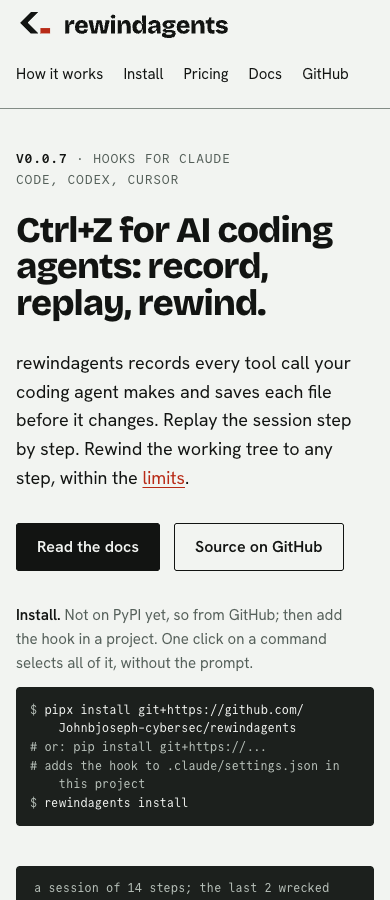 rewindagents
How it works Install Pricing Docs GitHub
V0.0.7 · HOOKS FOR CLAUDE
CODE, CODEX, CURSOR
Ctrl+Z for AI coding
agents: record,
replay, rewind.
rewindagents records every tool call your
coding agent makes and saves each file
before it changes. Replay the session step
by step. Rewind the working tree to any
step, within the limits.
Read the docs Source on GitHub
Install. Not on PyPI yet, so from GitHub; then add
the hook in a project. One click on a command
selects all of it, without the prompt.
$ pipx install git+https://github.com/
Johnbjoseph-cybersec/rewindagents
# or: pip install git+https://...
# adds the hook to .claude/settings.json in
this project
$ rewindagents install
a session of 14 steps; the last 2 wrecked